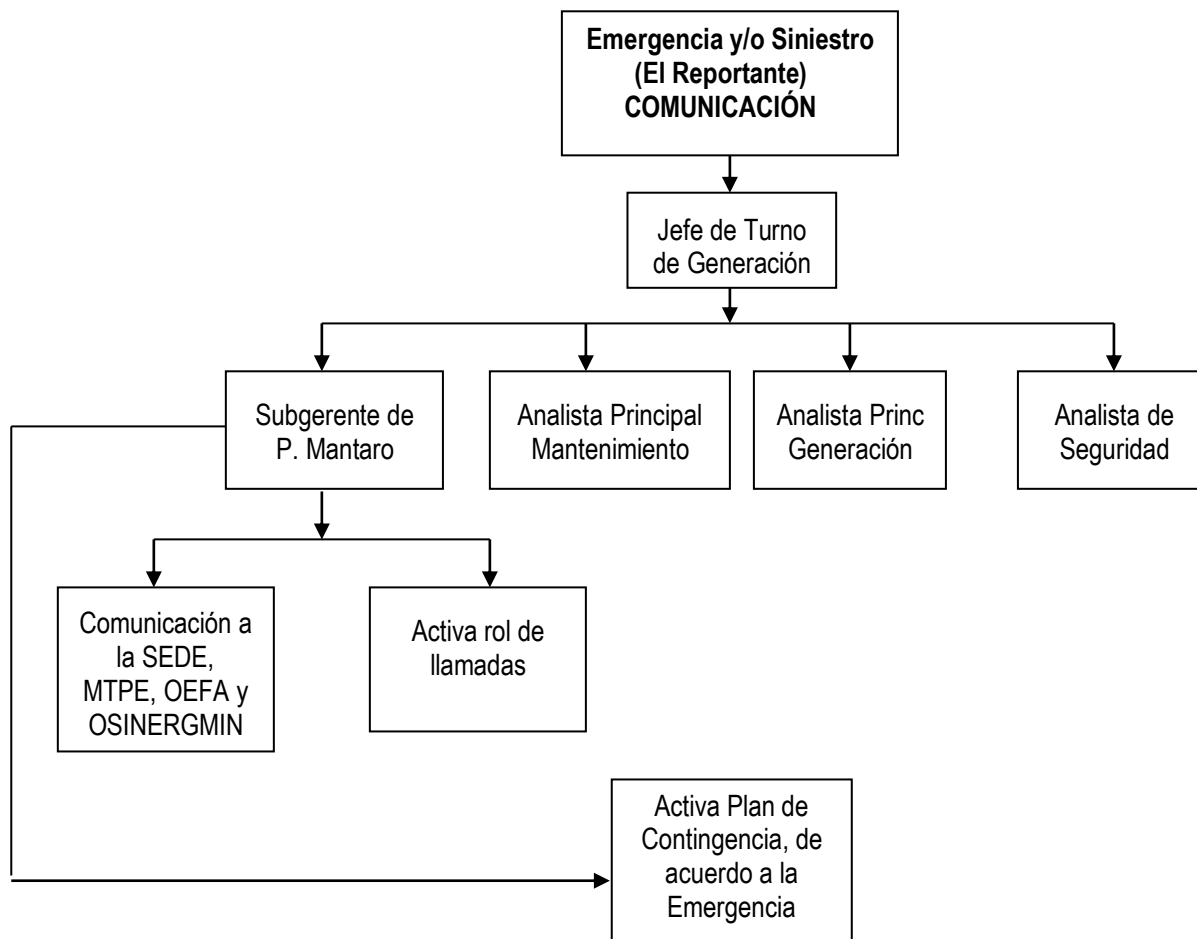 Emergencia y/o Siniestro
(El Reportante)
COMUNICACIÓN
Jefe de Turno
de Generación
Subgerente de
P. Mantaro
Analista Principal
Mantenimiento
Analista Princ
Generación
Analista de
Seguridad
Comunicación a
la SEDE,
MTPE, OEFA y
OSINERGMIN
Activa rol de
llamadas
Activa Plan de
Contingencia, de
acuerdo a la
Emergencia